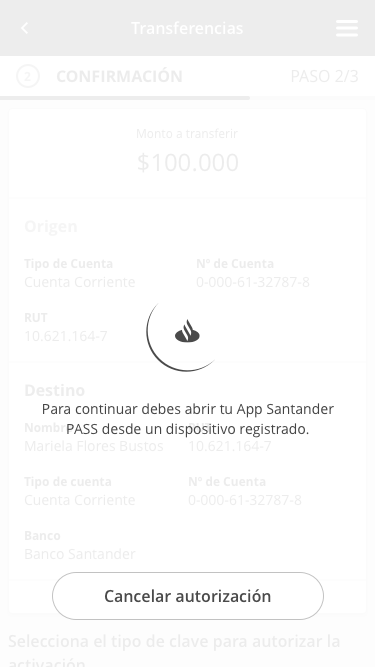 Transferencias
2 CONFIRMACIÓN PASO 2/3
Monto a transferir
$100.000
Origen
Tipo de Cuenta Nº de Cuenta
Cuenta Corriente 0-000-61-32787-8
RUT
10.621.164-7
Destino
Para continuar debes abrir tu App Santander
PASS desde un dispositivo registrado.
Mariela Flores Bustos 10.621.164-7
Tipo de cuenta Nº de Cuenta
Cuenta Corriente 0-000-61-32787-8
Banco
Banco Santander
Cancelar autorización
Selecciona el tipo de clave para autorizar la
activación